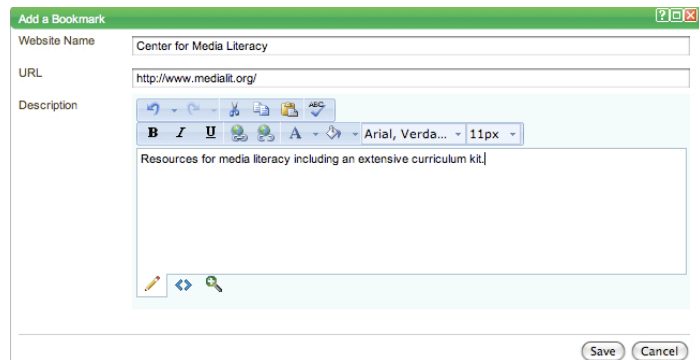 Add a Bookmark
Website Name
Center for Media Literacy
URL
http://www.medialit.org/
Description
ABC
B I U A Arial, Verda... 11px
Resources for media literacy including an extensive curriculum kit.
Save Cancel